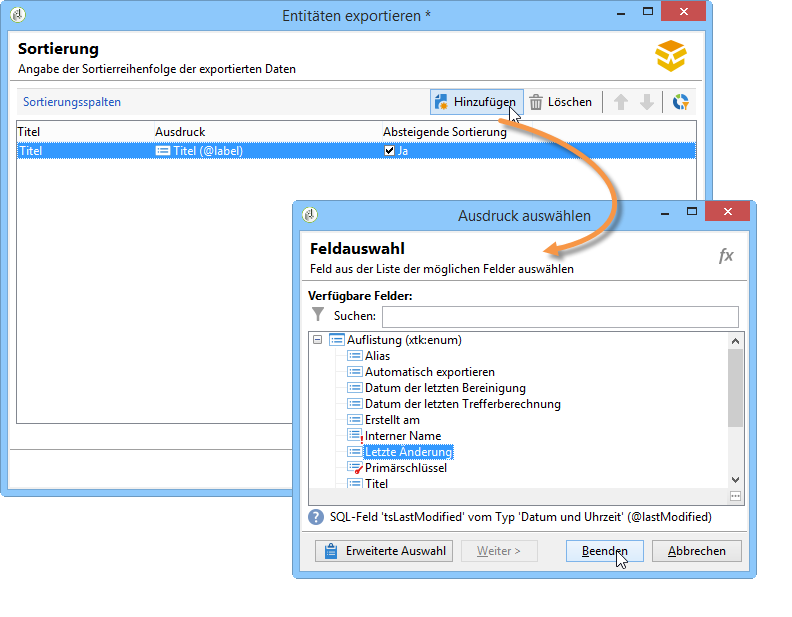 Entitäten exportieren *
Sortierung
Angabe der Sortierreihenfolge der exportierten Daten
Sortierungsspalten
Hinzufügen
Löschen
Titel Ausdruck Absteigende Sortierung
Titel Titel (@label) Ja
Ausdruck auswählen
Feldauswahl
Feld aus der Liste der möglichen Felder auswählen
fx
Verfügbare Felder:
Suchen:
Auflistung (xtk:enum)
Alias
Automatisch exportieren
Datum der letzten Bereinigung
Datum der letzten Trefferberechnung
Erstellt am
Interner Name
Letzte Änderung
Primärschlüssel
Titel
? SQL-Feld 'tsLastModified' vom Typ 'Datum und Uhrzeit' (@lastModified)
Erweiterte Auswahl
Weiter >
Beenden
Abbrechen